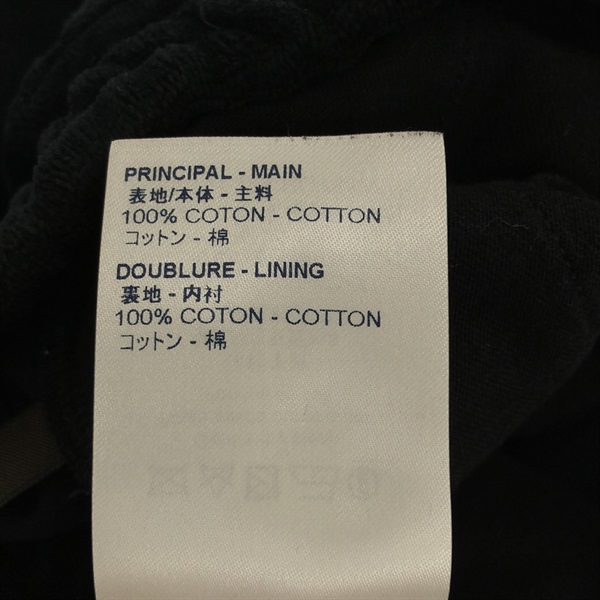 PRINCIPAL - MAIN
表地/本体 - 主料
100% COTON - COTTON
コットン - 棉
DOUBLURE - LINING
裏地 - 内衬
100% COTON - COTTON
コットン - 棉